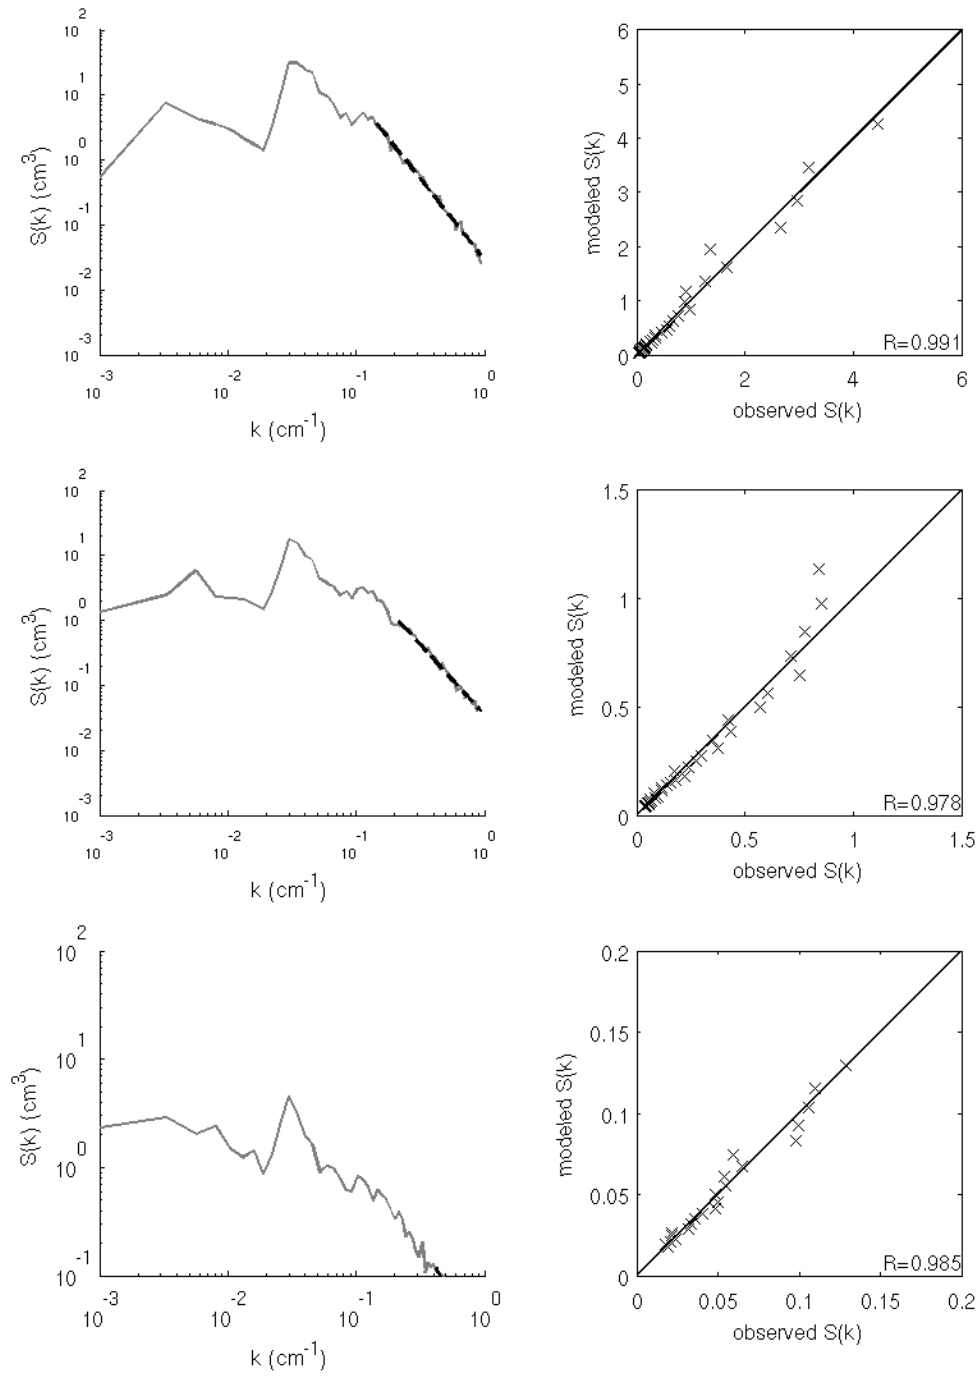 10^2
10^1
10^0
10^-1
10^-2
10^-3
S(k) (cm^3)
10^-3 10^-2 10^-1 10^0
k (cm^-1)
6
5
4
3
2
1
0
modeled S(k)
R=0.991
0 2 4 6
observed S(k)
10^2
10^1
10^0
10^-1
10^-2
10^-3
S(k) (cm^3)
10^-3 10^-2 10^-1 10^0
k (cm^-1)
1.5
1
0.5
0
modeled S(k)
R=0.978
0 0.5 1 1.5
observed S(k)
10^2
10^1
10^0
10^-1
S(k) (cm^3)
10^-3 10^-2 10^-1 10^0
k (cm^-1)
0.2
0.15
0.1
0.05
0
modeled S(k)
R=0.985
0 0.05 0.1 0.15 0.2
observed S(k)